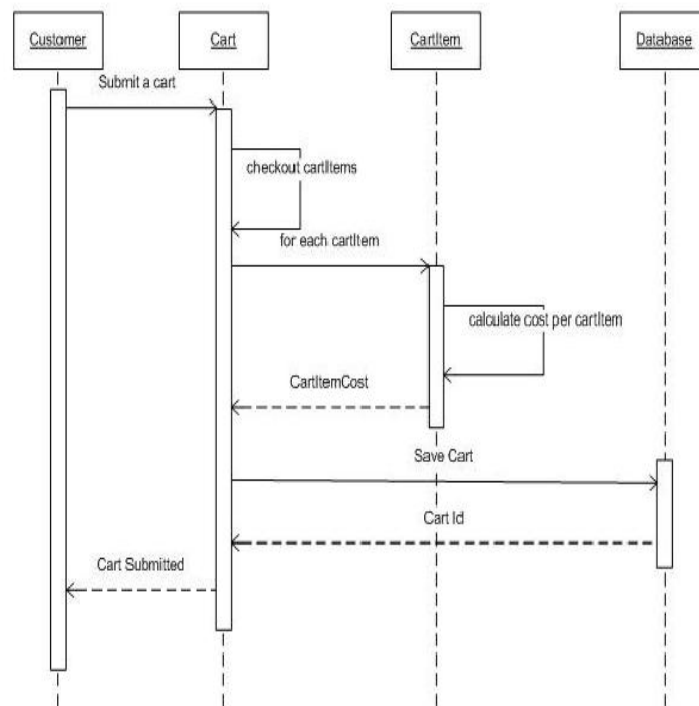 Customer
Cart
CartItem
Database
Submit a cart
checkout cartItems
for each cartItem
calculate cost per cartItem
CartItemCost
Save Cart
Cart Id
Cart Submitted